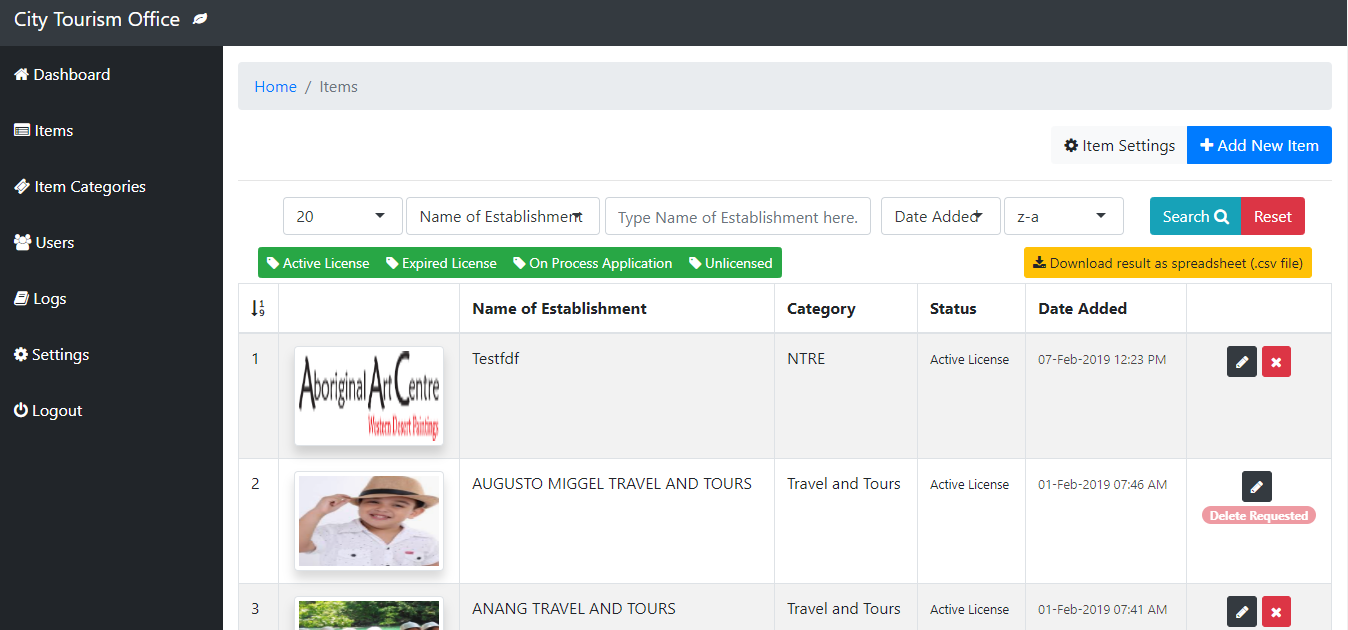 City Tourism Office
Dashboard
Items
Item Categories
Users
Logs
Settings
Logout
Home / Items
Item Settings Add New Item
20 Name of Establishment Type Name of Establishment here. Date Added z-a Search Reset
Active License Expired License On Process Application Unlicensed Download result as spreadsheet (.csv file)
Name of Establishment Category Status Date Added
1 Testfdf NTRE Active License 07-Feb-2019 12:23 PM
Aboriginal Art Centre
Western Desert Paintings
2 AUGUSTO MIGGEL TRAVEL AND TOURS Travel and Tours Active License 01-Feb-2019 07:46 AM
Delete Requested
3 ANANG TRAVEL AND TOURS Travel and Tours Active License 01-Feb-2019 07:41 AM